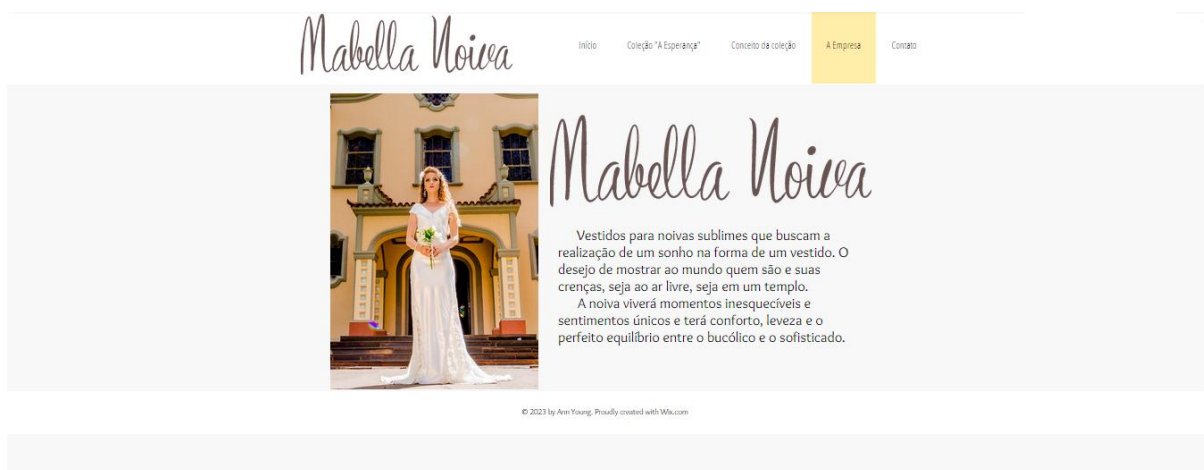 Mabella Noiva
Início
Coleção "A Esperança"
Conceito da coleção
A Empresa
Contato
Mabella Noiva
Vestidos para noivas sublimes que buscam a
realização de um sonho na forma de um vestido. O
desejo de mostrar ao mundo quem são e suas
crenças, seja ao ar livre, seja em um templo.
A noiva viverá momentos inesquecíveis e
sentimentos únicos e terá conforto, leveza e o
perfeito equilíbrio entre o bucólico e o sofisticado.
© 2023 by Ann Young. Proudly created with Wix.com